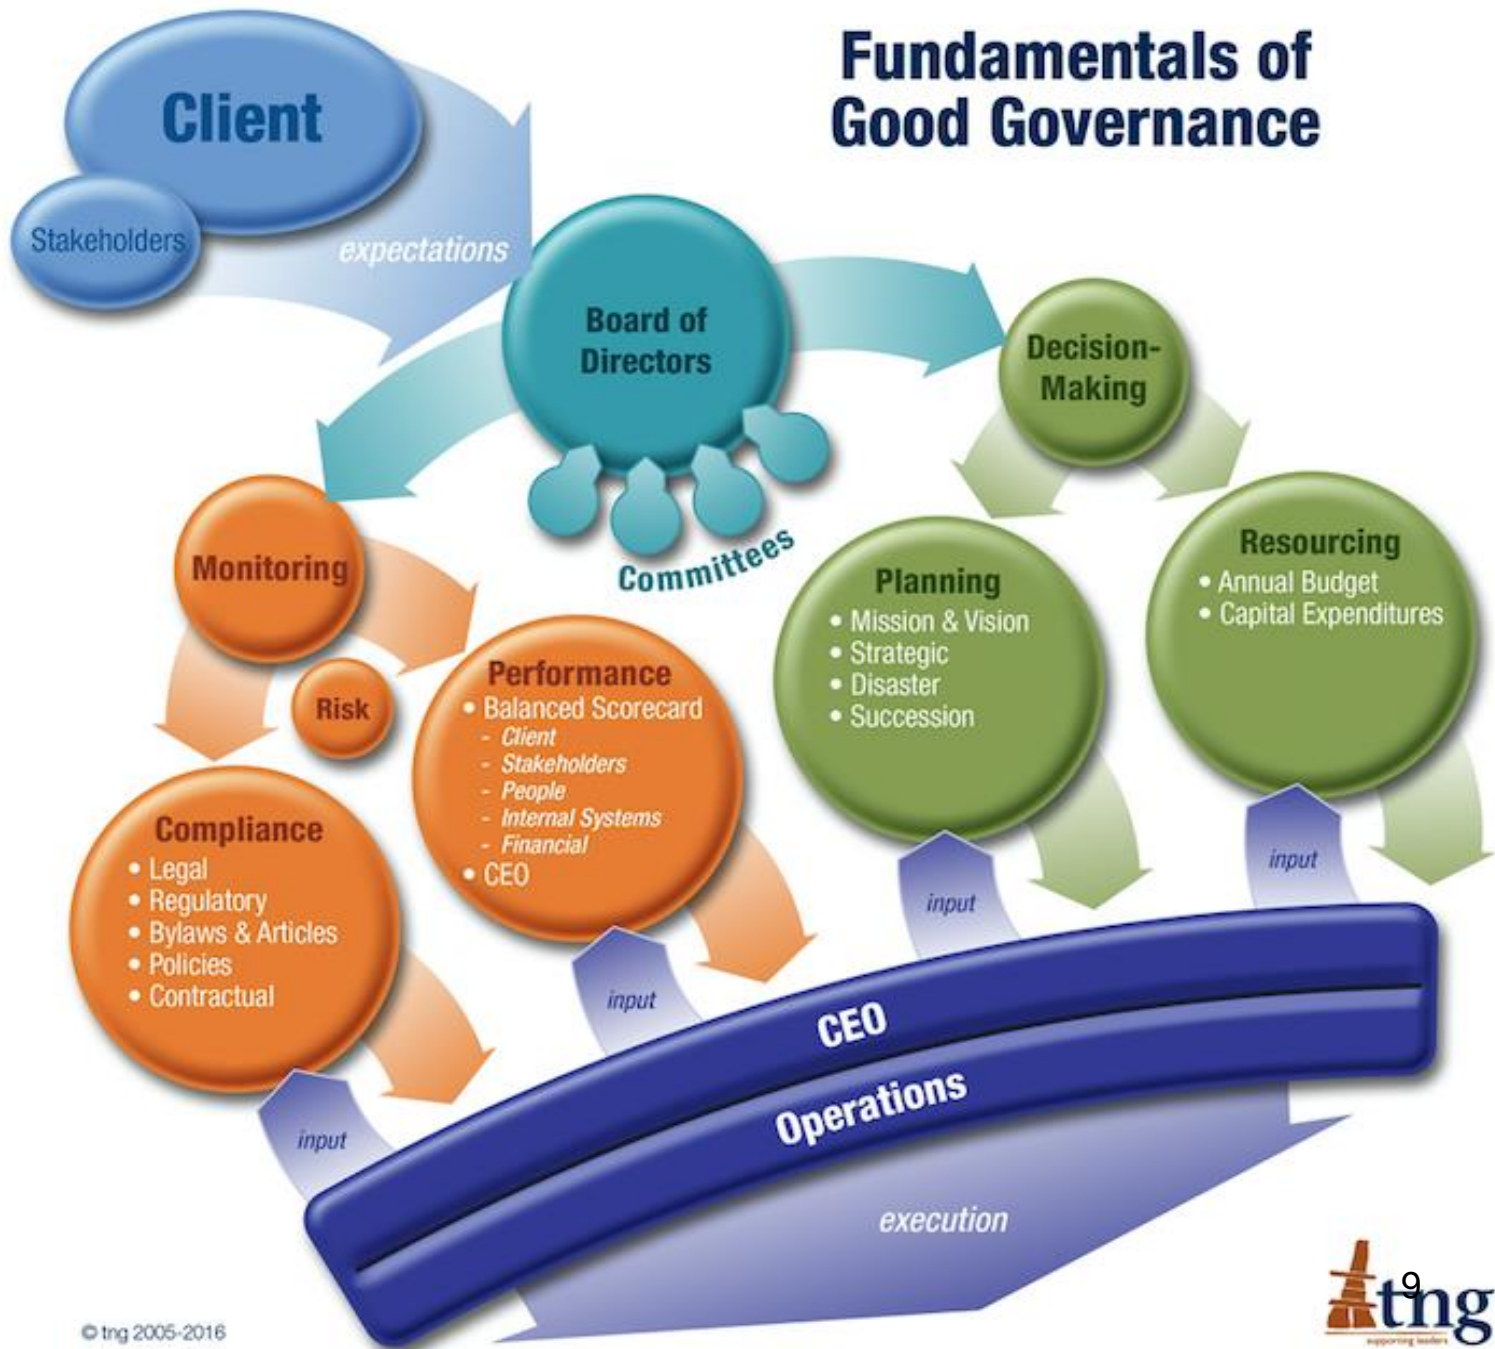 Fundamentals of
Good Governance
Client
Stakeholders
expectations
Board of
Directors
Committees
Decision-
Making
Monitoring
Risk
Performance
• Balanced Scorecard
- Client
- Stakeholders
- People
- Internal Systems
- Financial
• CEO
Planning
• Mission & Vision
• Strategic
• Disaster
• Succession
Resourcing
• Annual Budget
• Capital Expenditures
Compliance
• Legal
• Regulatory
• Bylaws & Articles
• Policies
• Contractual
input
input
input
input
CEO
Operations
execution
© tng 2005-2016
9
tng
supporting leaders